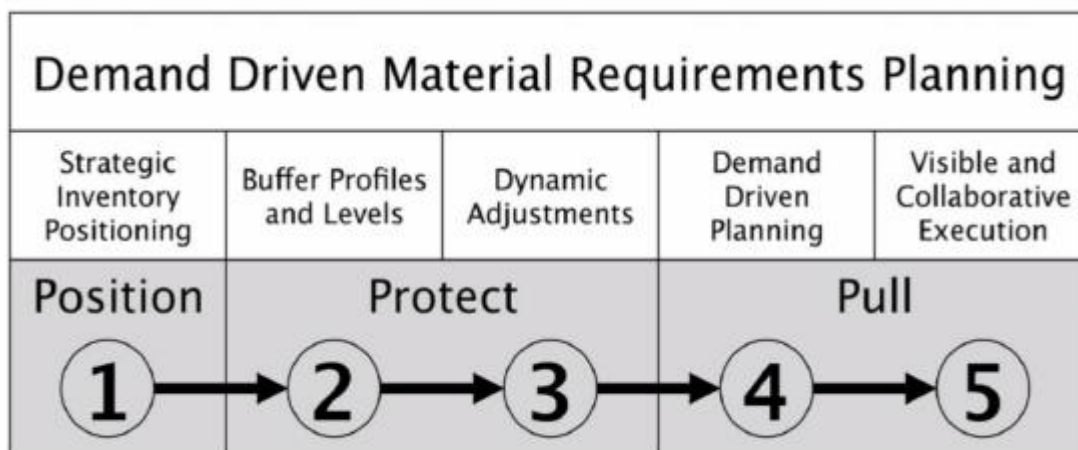 Demand Driven Material Requirements Planning
Strategic
Inventory
Positioning
Buffer Profiles
and Levels
Dynamic
Adjustments
Demand
Driven
Planning
Visible and
Collaborative
Execution
Position
Protect
Pull
1
2
3
4
5